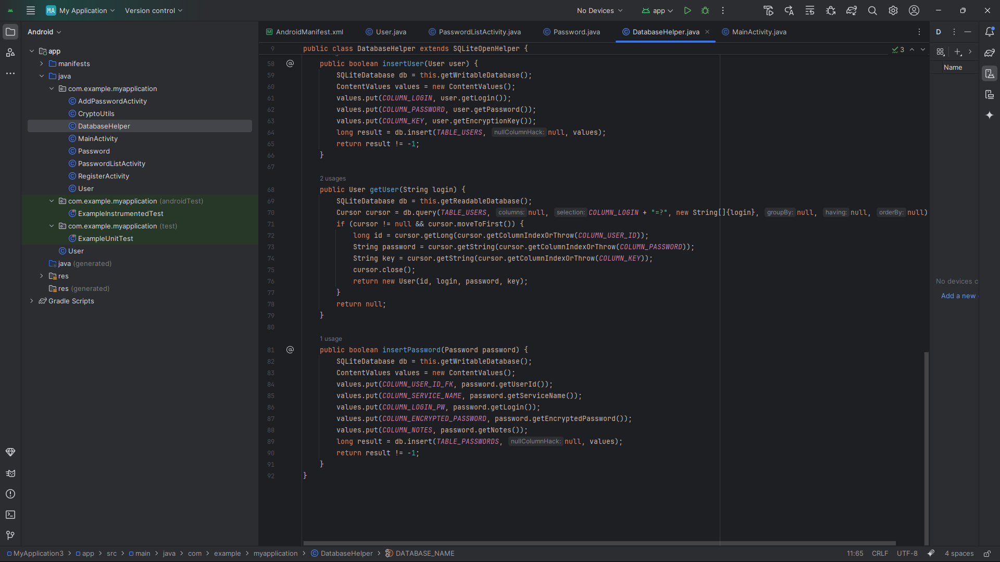 MA My Application Version control No Devices app
Android
AndroidManifest.xml User.java PasswordListActivity.java Password.java DatabaseHelper.java MainActivity.java D
app
manifests
java
com.example.myapplication
AddPasswordActivity
CryptoUtils
DatabaseHelper
MainActivity
Password
PasswordListActivity
RegisterActivity
User
com.example.myapplication (androidTest)
ExampleInstrumentedTest
com.example.myapplication (test)
ExampleUnitTest
User
java (generated)
res
res (generated)
Gradle Scripts
9 public class DatabaseHelper extends SQLiteOpenHelper { 3
58 public boolean insertUser(User user) {
59 SQLiteDatabase db = this.getWritableDatabase();
60 ContentValues values = new ContentValues();
61 values.put(COLUMN_LOGIN, user.getLogin());
62 values.put(COLUMN_PASSWORD, user.getPassword());
63 values.put(COLUMN_KEY, user.getEncryptionKey());
64 long result = db.insert(TABLE_USERS, nullColumnHack: null, values);
65 return result != -1;
66 }
67
2 usages
68 public User getUser(String login) {
69 SQLiteDatabase db = this.getReadableDatabase();
70 Cursor cursor = db.query(TABLE_USERS, columns: null, selection: COLUMN_LOGIN + "=?", new String[]{login}, groupBy: null, having: null, orderBy: null)
71 if (cursor != null && cursor.moveToFirst()) {
72 long id = cursor.getLong(cursor.getColumnIndexOrThrow(COLUMN_USER_ID));
73 String password = cursor.getString(cursor.getColumnIndexOrThrow(COLUMN_PASSWORD));
74 String key = cursor.getString(cursor.getColumnIndexOrThrow(COLUMN_KEY));
75 cursor.close();
76 return new User(id, login, password, key);
77 }
78 return null;
79 }
80
1 usage
81 public boolean insertPassword(Password password) {
82 SQLiteDatabase db = this.getWritableDatabase();
83 ContentValues values = new ContentValues();
84 values.put(COLUMN_USER_ID_FK, password.getUserId());
85 values.put(COLUMN_SERVICE_NAME, password.getServiceName());
86 values.put(COLUMN_LOGIN_PW, password.getLogin());
87 values.put(COLUMN_ENCRYPTED_PASSWORD, password.getEncryptedPassword());
88 values.put(COLUMN_NOTES, password.getNotes());
89 long result = db.insert(TABLE_PASSWORDS, nullColumnHack: null, values);
90 return result != -1;
91 }
92 }
Name
No devices c
Add a new
MyApplication3 > app > src > main > java > com > example > myapplication > DatabaseHelper > DATABASE_NAME 11:65 CRLF UTF-8 4 spaces